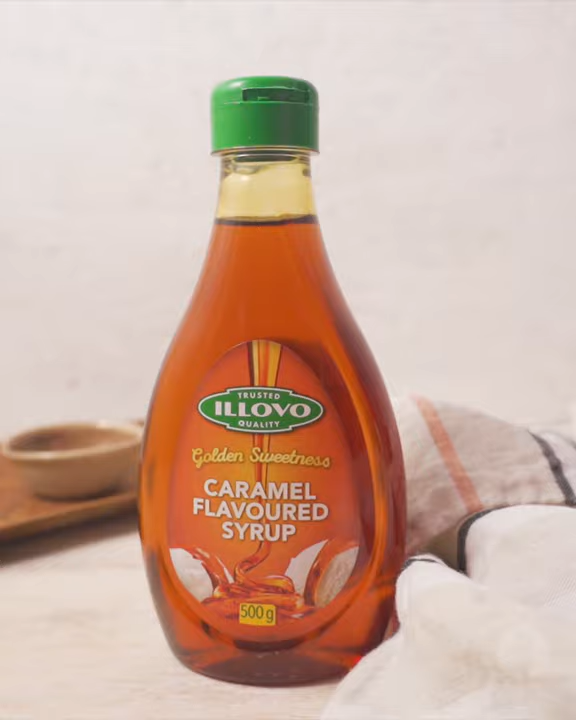 TRUSTED
ILLOVO
QUALITY
Golden Sweetness
CARAMEL
FLAVOURED
SYRUP
500g